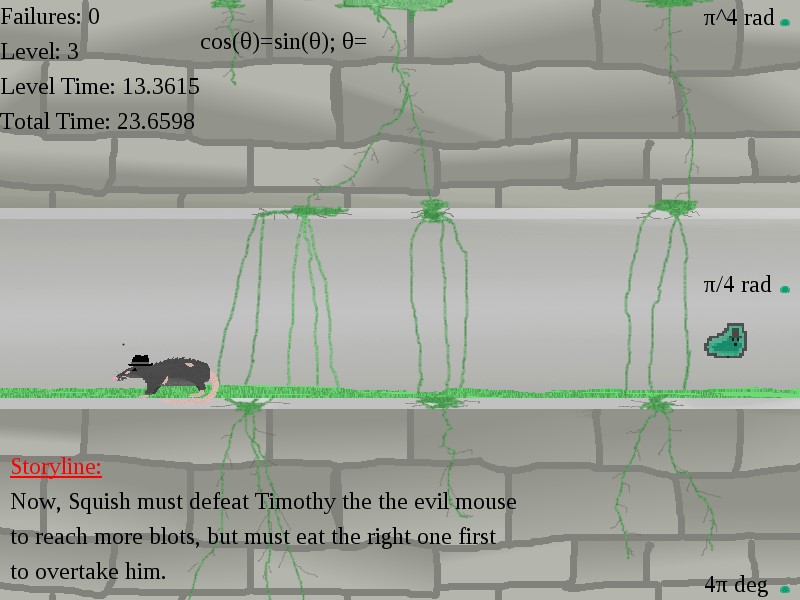 Failures: 0
π^4 rad
cos(θ)=sin(θ); θ=
Level: 3
Level Time: 13.3615
Total Time: 23.6598
π/4 rad
Storyline:
Now, Squish must defeat Timothy the the evil mouse
to reach more blots, but must eat the right one first
to overtake him.
4π deg